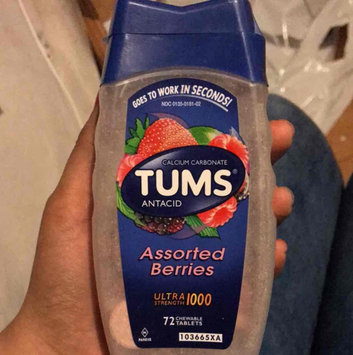 GOES TO WORK IN SECONDS!
NDC 0135-0181-02
CALCIUM CARBONATE
TUMS®
ANTACID
Assorted
Berries
ULTRA STRENGTH 1000
72 CHEWABLE TABLETS
PAREVE
103665XA